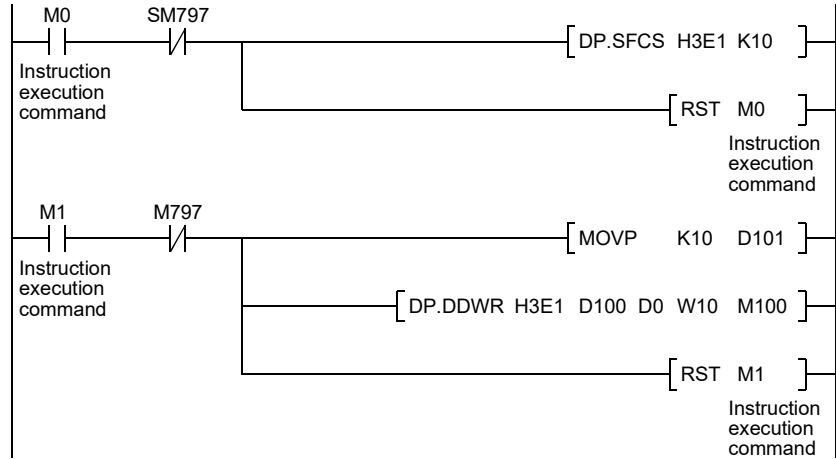 M0 SM797
DP.SFCS H3E1 K10
Instruction
execution
command
RST M0
Instruction
execution
command
M1 M797
MOVP K10 D101
Instruction
execution
command
DP.DDWR H3E1 D100 D0 W10 M100
RST M1
Instruction
execution
command